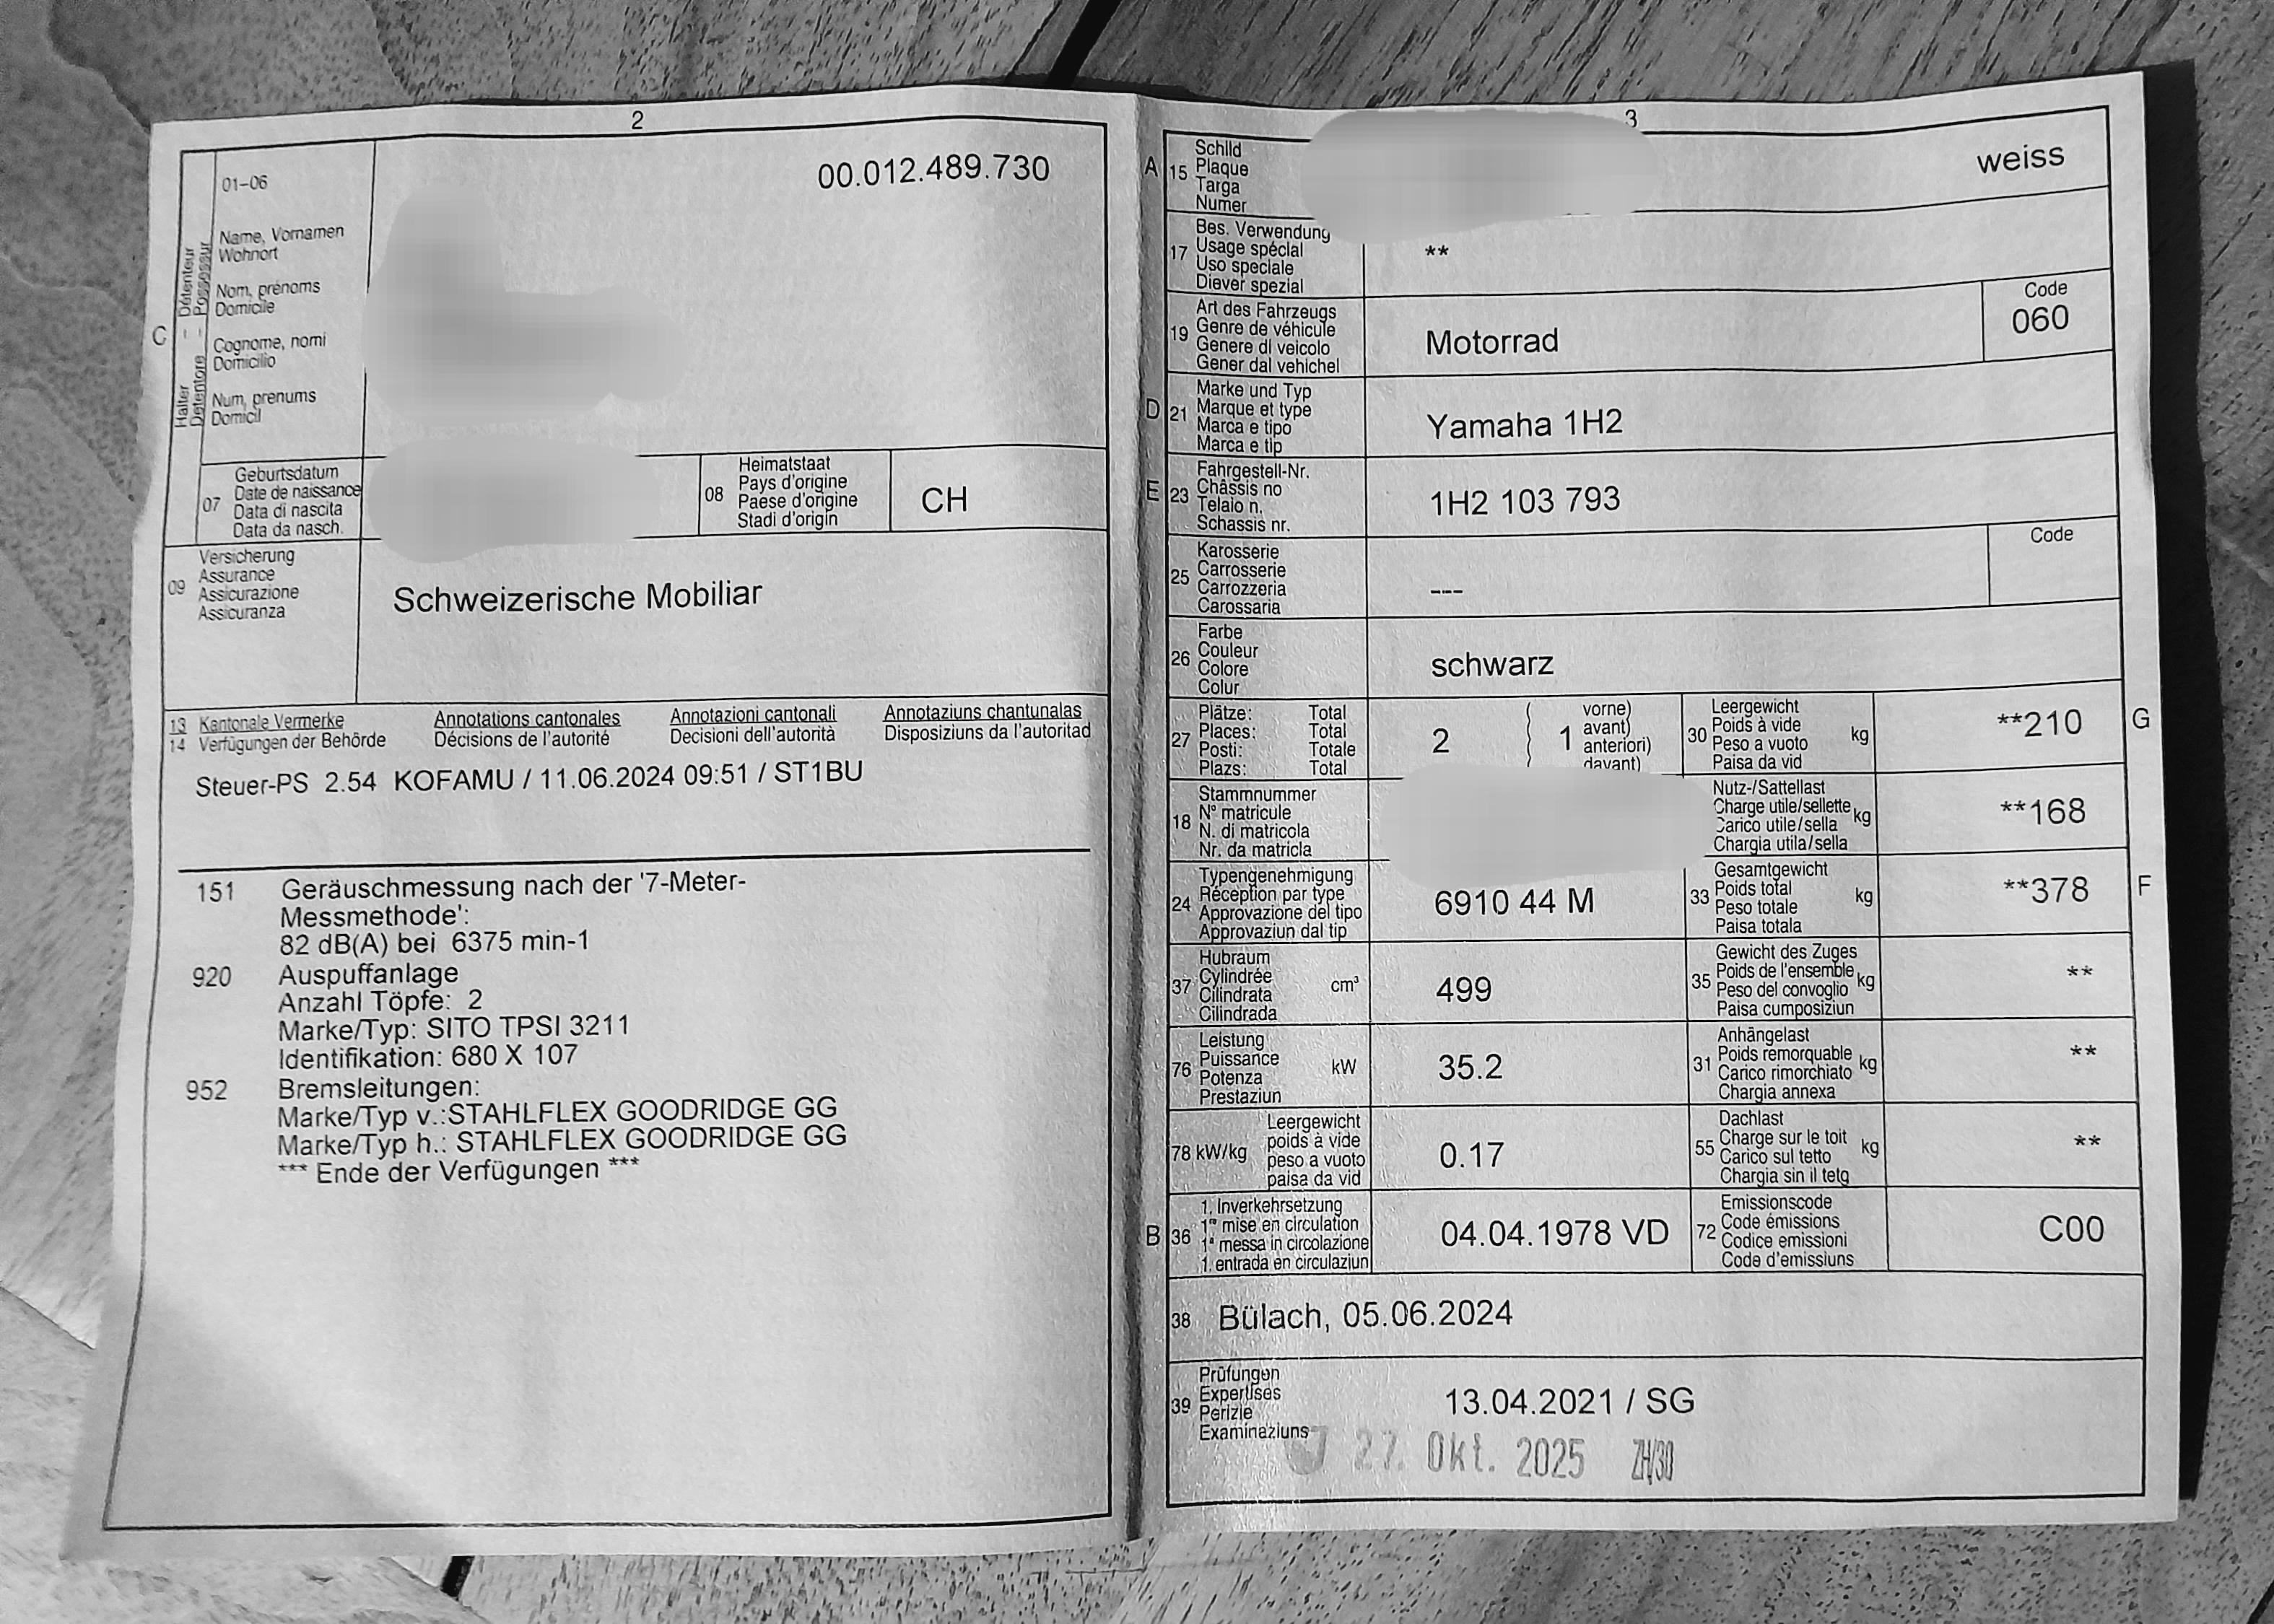 2
01-06
00.012.489.730
Halter – Détenteur
Detentore – Possessur
C
Name, Vornamen
Wohnort
Nom, prénoms
Domicile
Cognome, nomi
Domicilio
Num, prenums
Domicil
07
Geburtsdatum
Date de naissance
Data di nascita
Data da nasch.
08
Heimatstaat
Pays d'origine
Paese d'origine
Stadi d'origin
CH
09
Versicherung
Assurance
Assicurazione
Assicuranza
Schweizerische Mobiliar
13 Kantonale Vermerke Annotations cantonales Annotazioni cantonali Annotaziuns chantunalas
14 Verfügungen der Behörde Décisions de l'autorité Decisioni dell'autorità Disposiziuns da l'autoritad
Steuer-PS 2.54 KOFAMU / 11.06.2024 09:51 / ST1BU
151 Geräuschmessung nach der '7-Meter-
Messmethode':
82 dB(A) bei 6375 min-1
920 Auspuffanlage
Anzahl Töpfe: 2
Marke/Typ: SITO TPSI 3211
Identifikation: 680 X 107
952 Bremsleitungen:
Marke/Typ v.:STAHLFLEX GOODRIDGE GG
Marke/Typ h.: STAHLFLEX GOODRIDGE GG
*** Ende der Verfügungen ***
3
A 15
Schild
Plaque
Targa
Numer
weiss
17
Bes. Verwendung
Usage spécial
Uso speciale
Diever spezial
**
19
Art des Fahrzeugs
Genre de véhicule
Genere di veicolo
Gener dal vehichel
Motorrad
Code
060
D 21
Marke und Typ
Marque et type
Marca e tipo
Marca e tip
Yamaha 1H2
E 23
Fahrgestell-Nr.
Châssis no
Telaio n.
Schassis nr.
1H2 103 793
25
Karosserie
Carrosserie
Carrozzeria
Carossaria
---
Code
26
Farbe
Couleur
Colore
Colur
schwarz
27
Plätze: Total
Places: Total
Posti: Totale
Plazs: Total
2
1
vorne)
avant)
anteriori)
davant)
30
Leergewicht
Poids à vide
Peso a vuoto
Paisa da vid
kg
**210
G
18
Stammnummer
N° matricule
N. di matricola
Nr. da matricla
Nutz-/Sattellast
Charge utile/sellette
Carico utile/sella
Chargia utila/sella
kg
**168
24
Typengenehmigung
Réception par type
Approvazione del tipo
Approvaziun dal tip
6910 44 M
33
Gesamtgewicht
Poids total
Peso totale
Paisa totala
kg
**378
F
37
Hubraum
Cylindrée
Cilindrata
Cilindrada
cm³
499
35
Gewicht des Zuges
Poids de l'ensemble
Peso del convoglio
Paisa cumposiziun
kg
**
76
Leistung
Puissance
Potenza
Prestaziun
kW
35.2
31
Anhängelast
Poids remorquable
Carico rimorchiato
Chargia annexa
kg
**
78 kW/kg
Leergewicht
poids à vide
peso a vuoto
paisa da vid
0.17
55
Dachlast
Charge sur le toit
Carico sul tetto
Chargia sin il tetg
kg
**
B 36
1. Inverkehrsetzung
1re mise en circulation
1a messa in circolazione
1. entrada en circulaziun
04.04.1978 VD
72
Emissionscode
Code émissions
Codice emissioni
Code d'emissiuns
C00
38 Bülach, 05.06.2024
39
Prüfungen
Expertises
Perizie
Examinaziuns
13.04.2021 / SG
27. Okt. 2025 ZH/30